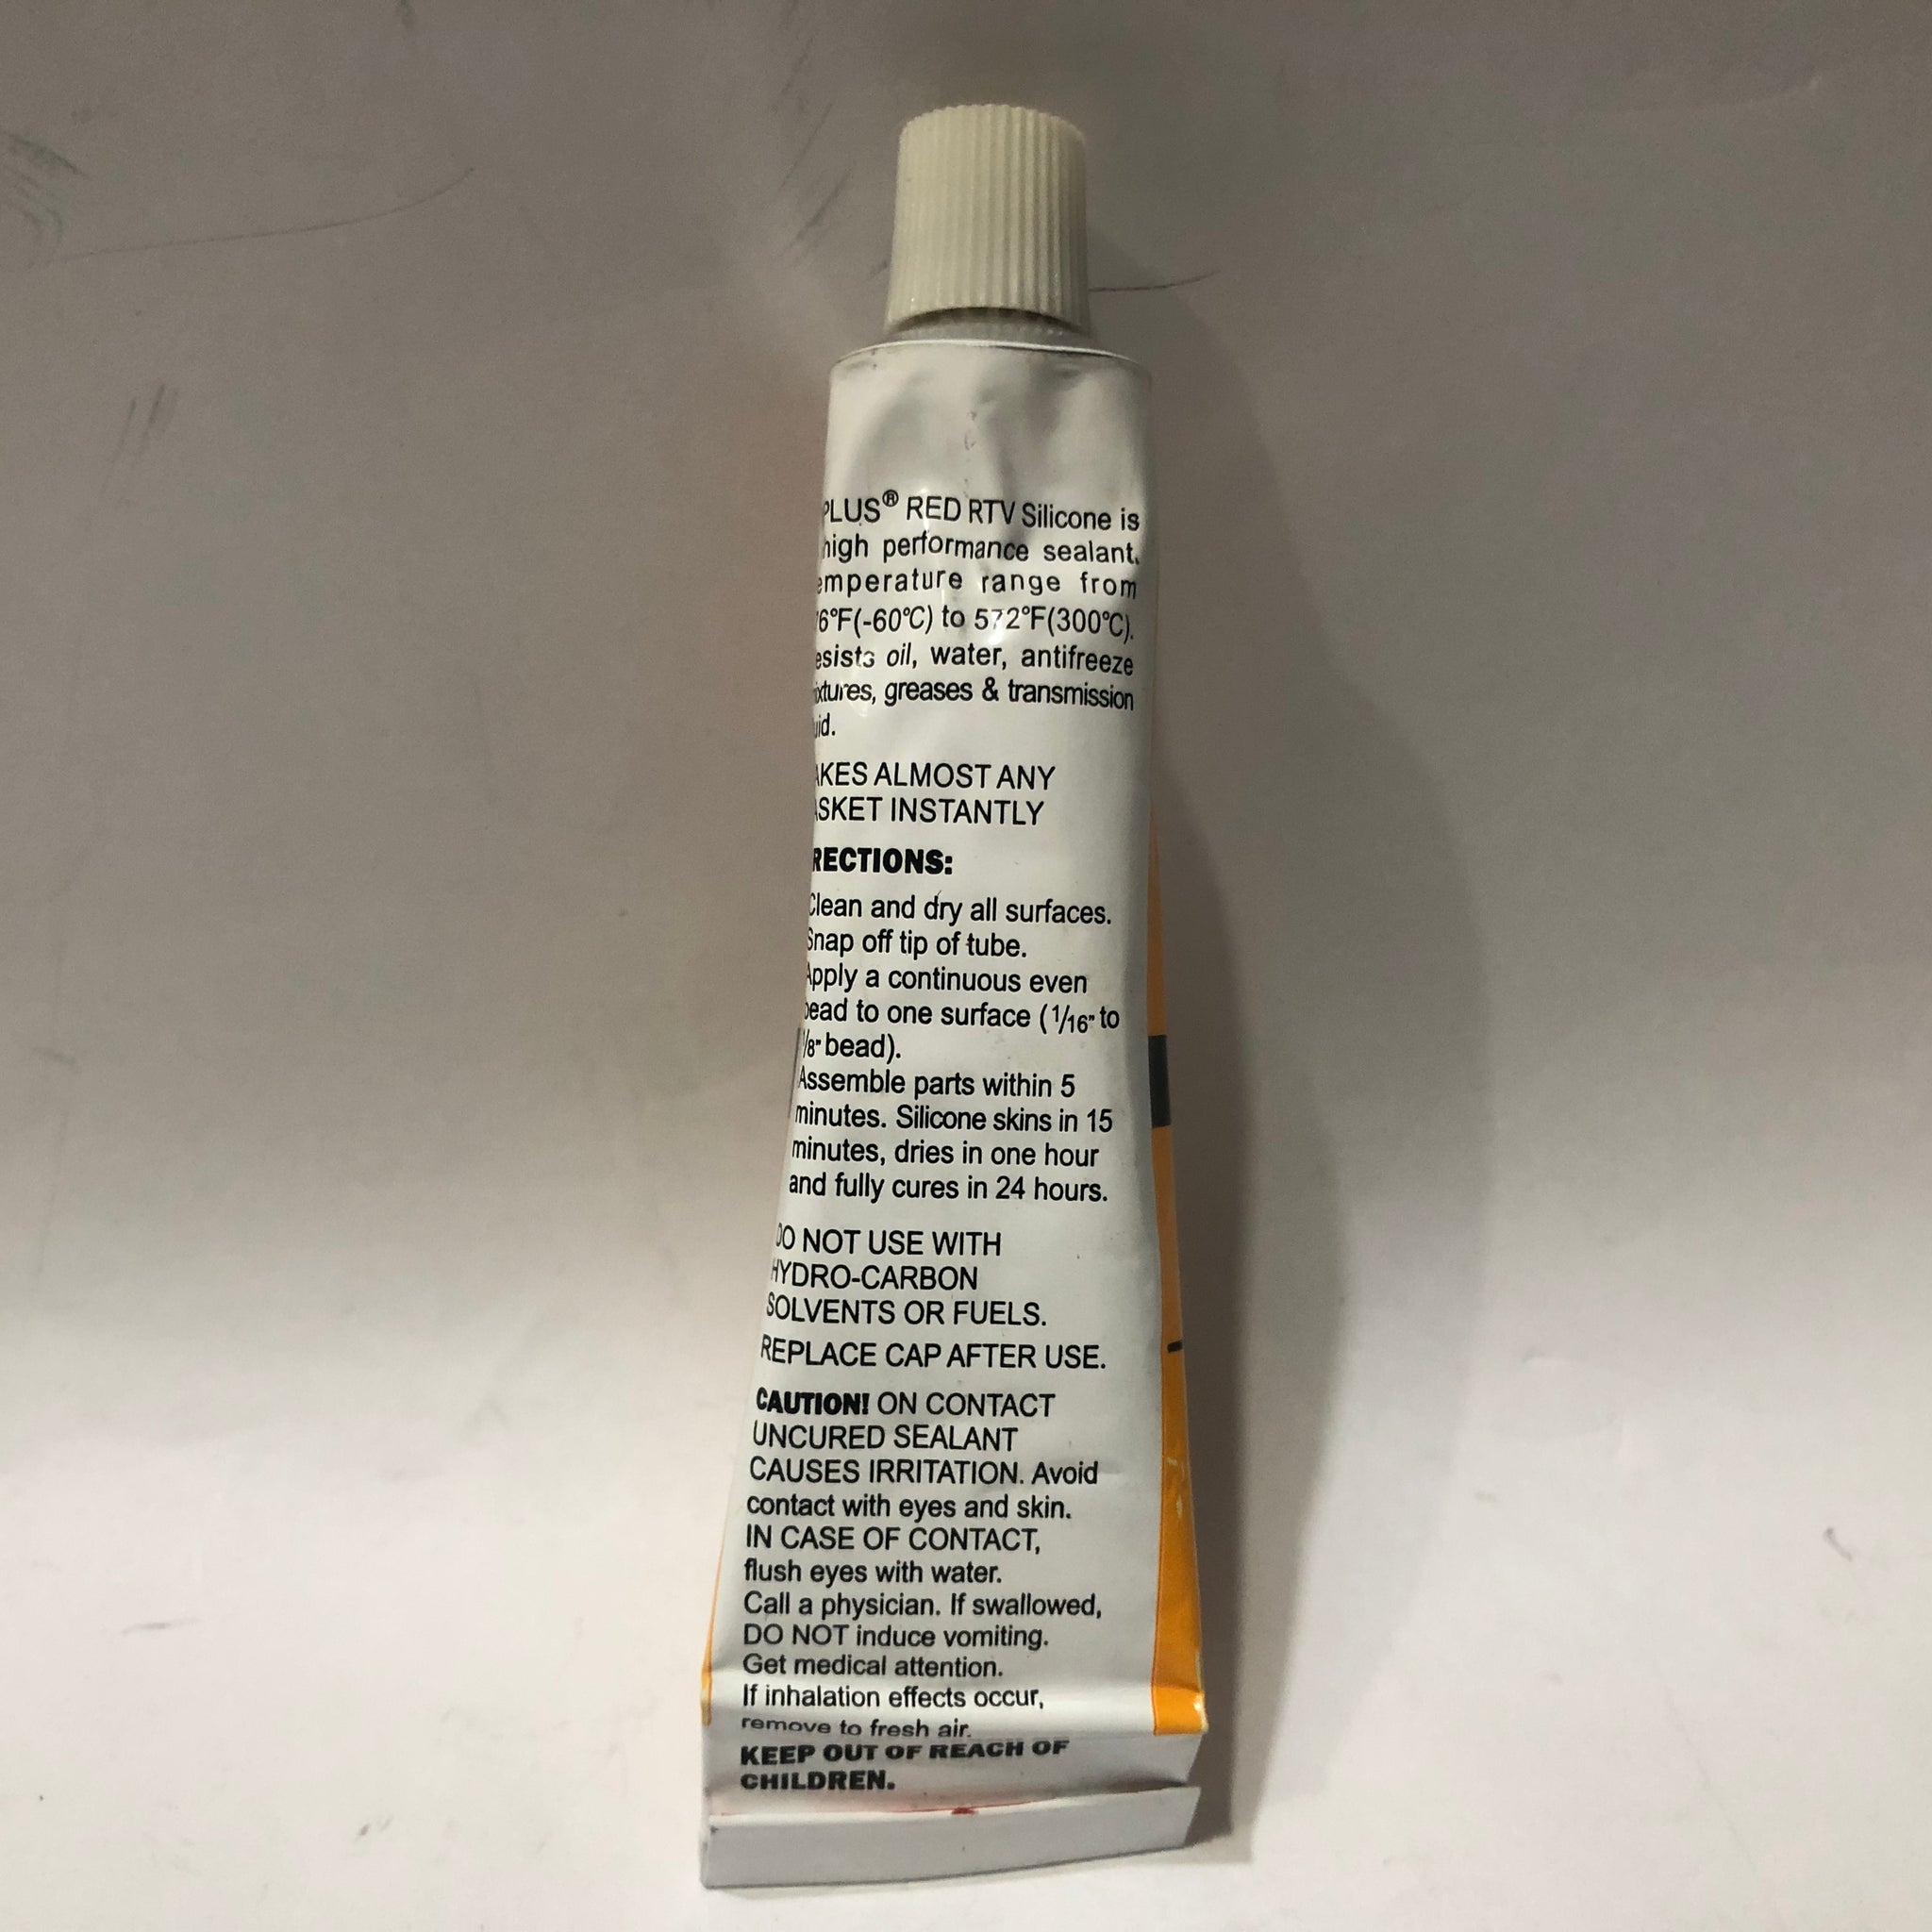 PLUS® RED RTV Silicone is
high performance sealant.
emperature range from
6°F(-60°C) to 572°F(300°C).
esists oil, water, antifreeze
ixtures, greases & transmission
uid.
AKES ALMOST ANY
ASKET INSTANTLY
RECTIONS:
Clean and dry all surfaces.
Snap off tip of tube.
Apply a continuous even
bead to one surface (1/16" to
1/8" bead).
Assemble parts within 5
minutes. Silicone skins in 15
minutes, dries in one hour
and fully cures in 24 hours.
DO NOT USE WITH
HYDRO-CARBON
SOLVENTS OR FUELS.
REPLACE CAP AFTER USE.
CAUTION! ON CONTACT
UNCURED SEALANT
CAUSES IRRITATION. Avoid
contact with eyes and skin.
IN CASE OF CONTACT,
flush eyes with water.
Call a physician. If swallowed,
DO NOT induce vomiting.
Get medical attention.
If inhalation effects occur,
remove to fresh air.
KEEP OUT OF REACH OF
CHILDREN.